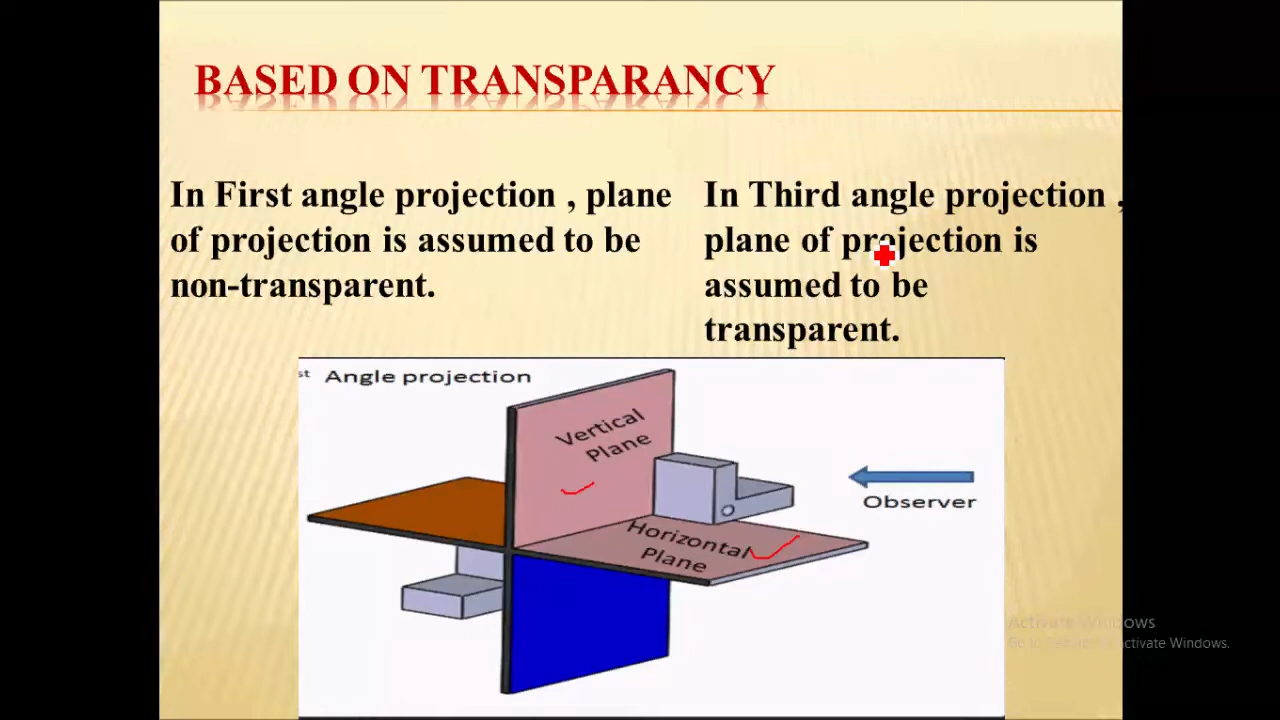 BASED ON TRANSPARANCY
In First angle projection , plane
of projection is assumed to be
non-transparent.
In Third angle projection ,
plane of projection is
assumed to be
transparent.
st Angle projection
Vertical
Plane
Horizontal
Plane
Observer
Activate Windows
Go to Settings to activate Windows.